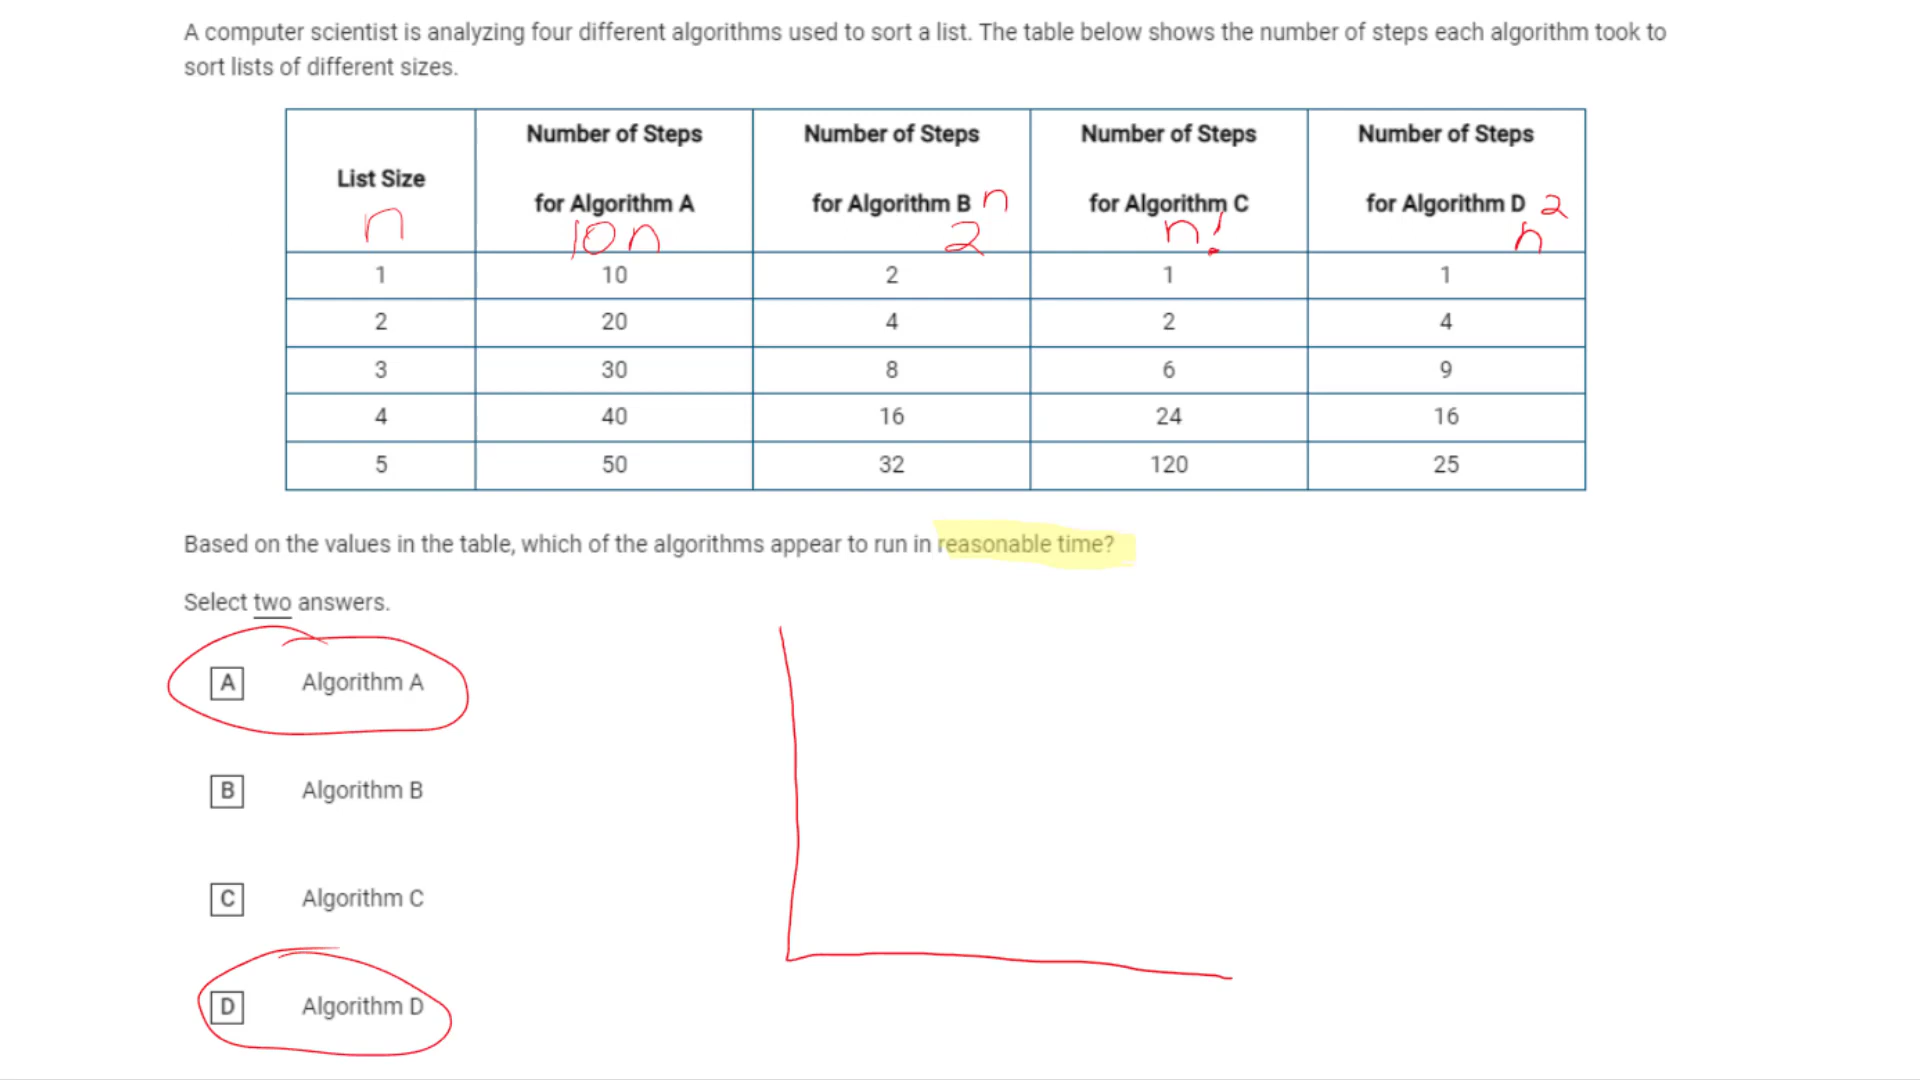 A computer scientist is analyzing four different algorithms used to sort a list. The table below shows the number of steps each algorithm took to
sort lists of different sizes.
List Size n
Number of Steps for Algorithm A 10n
Number of Steps for Algorithm B 2^n
Number of Steps for Algorithm C n!
Number of Steps for Algorithm D n^2
1 10 2 1 1
2 20 4 2 4
3 30 8 6 9
4 40 16 24 16
5 50 32 120 25
Based on the values in the table, which of the algorithms appear to run in reasonable time?
Select two answers.
A Algorithm A
B Algorithm B
C Algorithm C
D Algorithm D